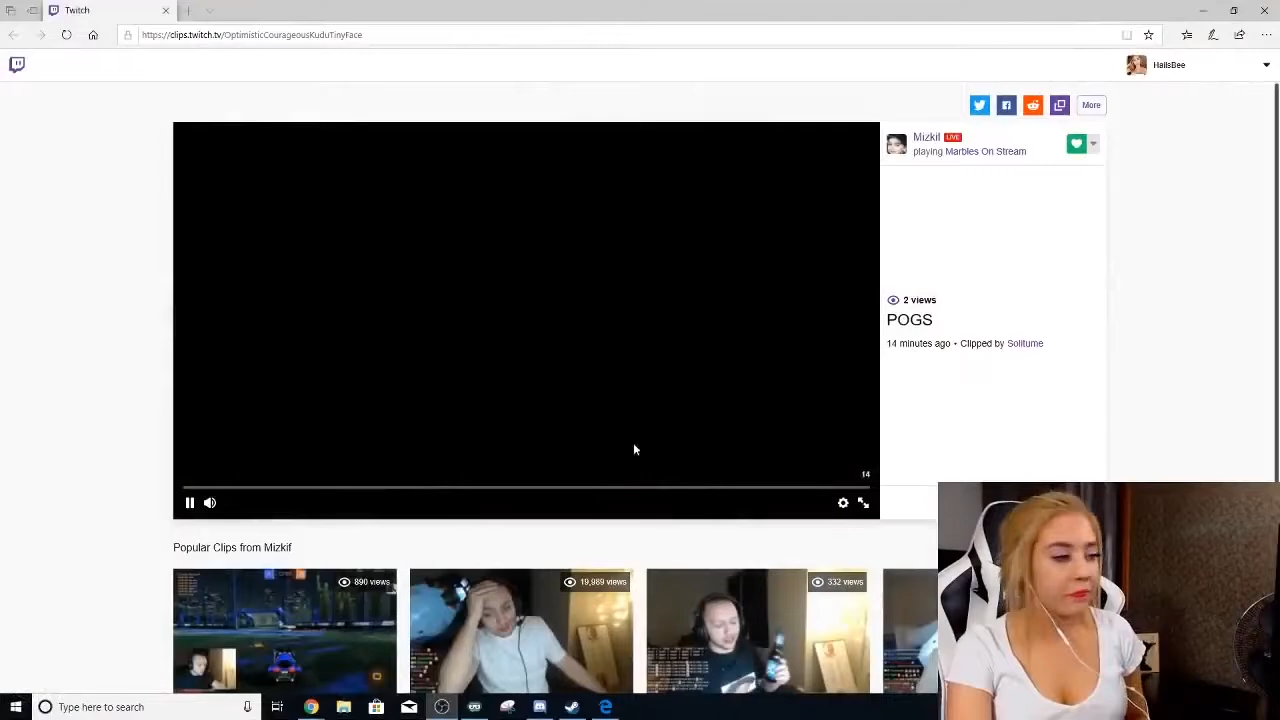 Twitch
https://clips.twitch.tv/OptimisticCourageousKuduTinyFace
HailsBee
More
Mizkif LIVE
playing Marbles On Stream
2 views
POGS
14 minutes ago • Clipped by Solitume
Popular Clips from Mizkif
890 views
19,989 views
332 views
Type here to search